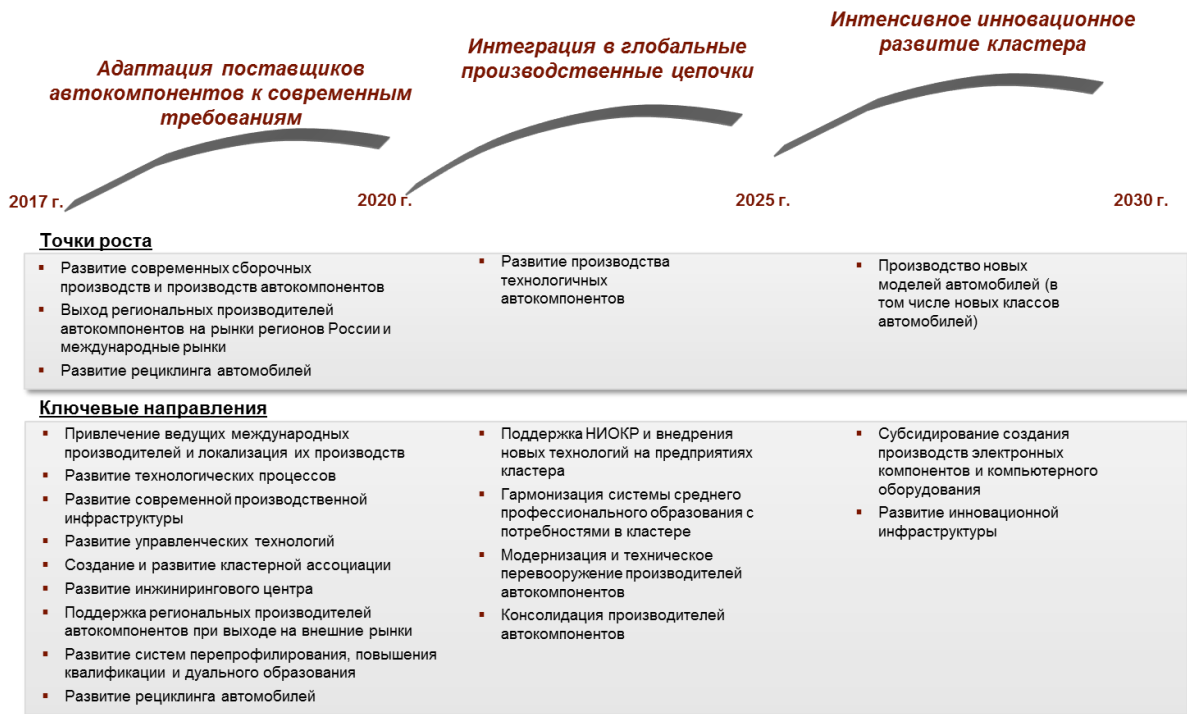 Адаптация поставщиков
автокомпонентов к современным
требованиям
Интеграция в глобальные
производственные цепочки
Интенсивное инновационное
развитие кластера
2017 г.
2020 г.
2025 г.
2030 г.
Точки роста
▪ Развитие современных сборочных
производств и производств автокомпонентов
▪ Выход региональных производителей
автокомпонентов на рынки регионов России и
международные рынки
▪ Развитие рециклинга автомобилей
▪ Развитие производства
технологичных
автокомпонентов
▪ Производство новых
моделей автомобилей (в
том числе новых классов
автомобилей)
Ключевые направления
▪ Привлечение ведущих международных
производителей и локализация их производств
▪ Развитие технологических процессов
▪ Развитие современной производственной
инфраструктуры
▪ Развитие управленческих технологий
▪ Создание и развитие кластерной ассоциации
▪ Развитие инжинирингового центра
▪ Поддержка региональных производителей
автокомпонентов при выходе на внешние рынки
▪ Развитие систем перепрофилирования, повышения
квалификации и дуального образования
▪ Развитие рециклинга автомобилей
▪ Поддержка НИОКР и внедрения
новых технологий на предприятиях
кластера
▪ Гармонизация системы среднего
профессионального образования с
потребностями в кластере
▪ Модернизация и техническое
перевооружение производителей
автокомпонентов
▪ Консолидация производителей
автокомпонентов
▪ Субсидирование создания
производств электронных
компонентов и компьютерного
оборудования
▪ Развитие инновационной
инфраструктуры